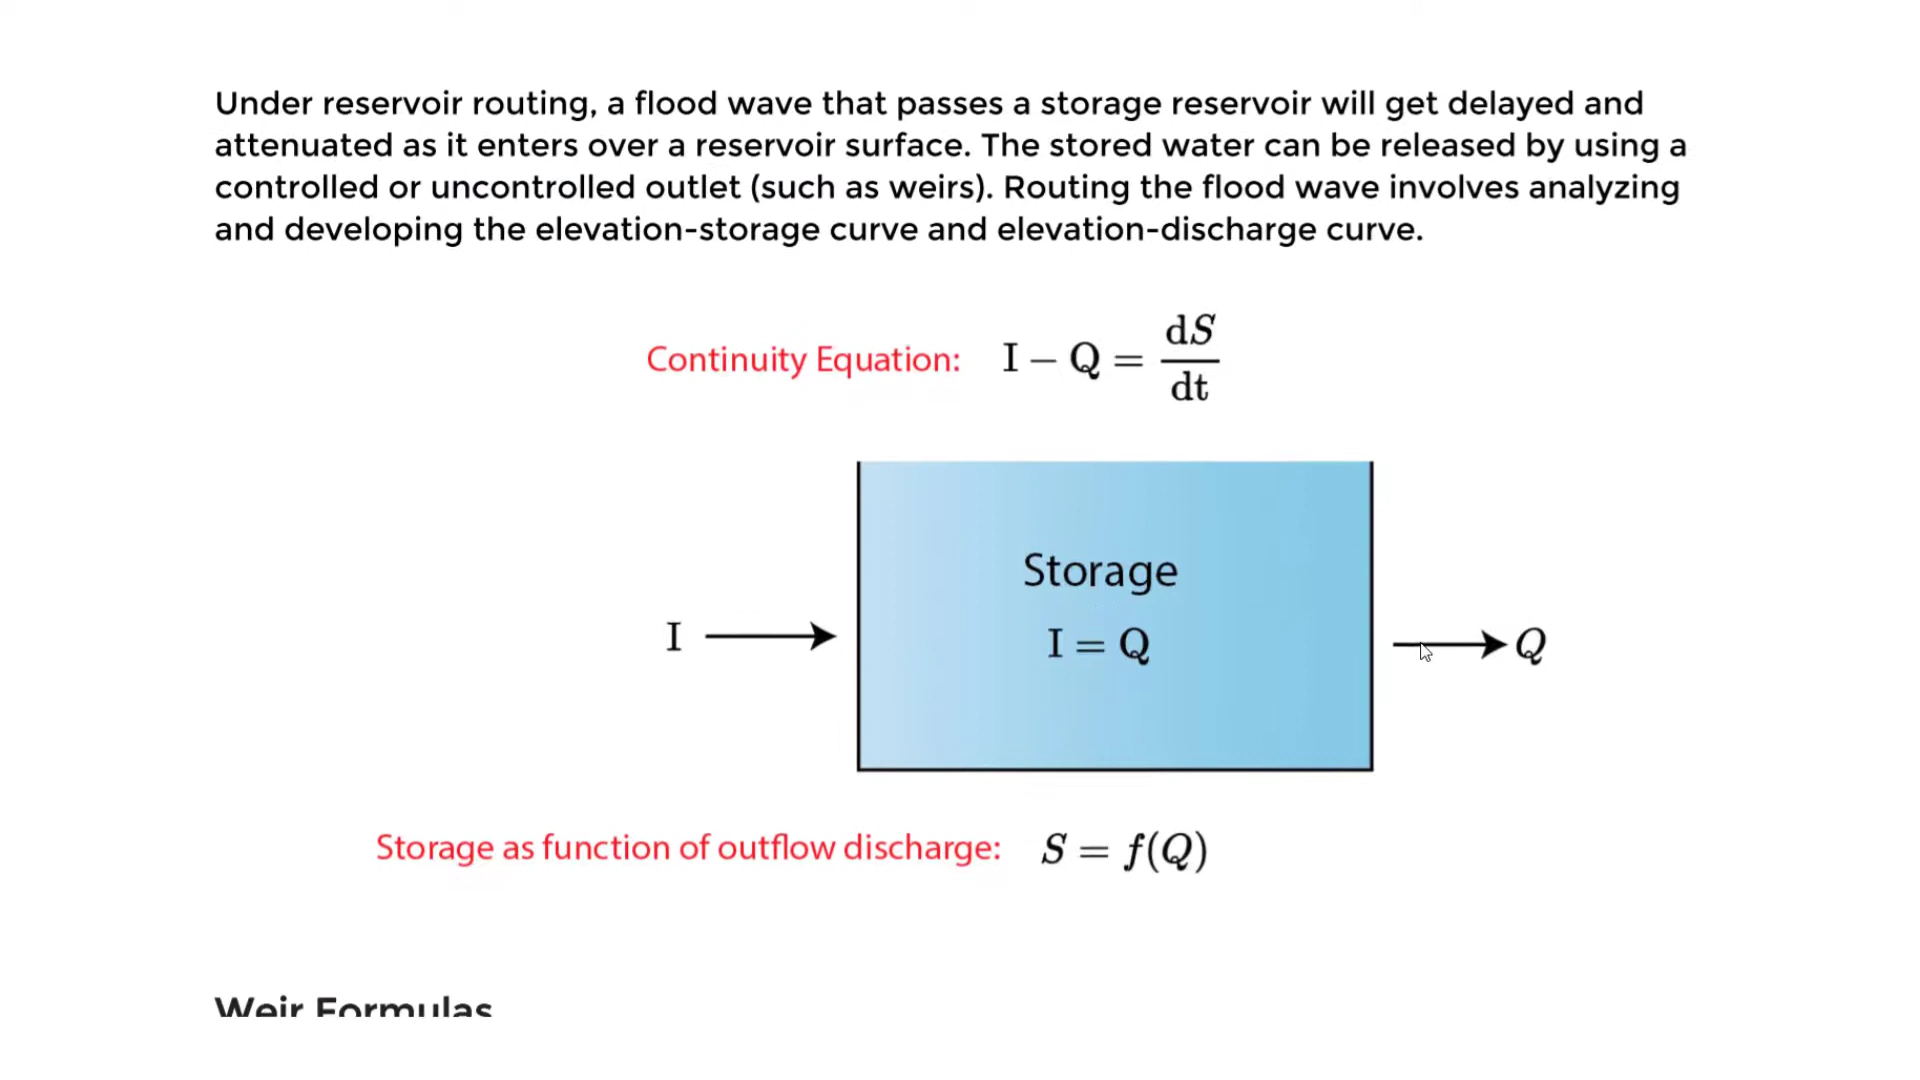 Under reservoir routing, a flood wave that passes a storage reservoir will get delayed and
attenuated as it enters over a reservoir surface. The stored water can be released by using a
controlled or uncontrolled outlet (such as weirs). Routing the flood wave involves analyzing
and developing the elevation-storage curve and elevation-discharge curve.
Continuity Equation: I − Q = dS/dt
Storage
I = Q
I
Q
Storage as function of outflow discharge: S = f(Q)
Weir Formulas